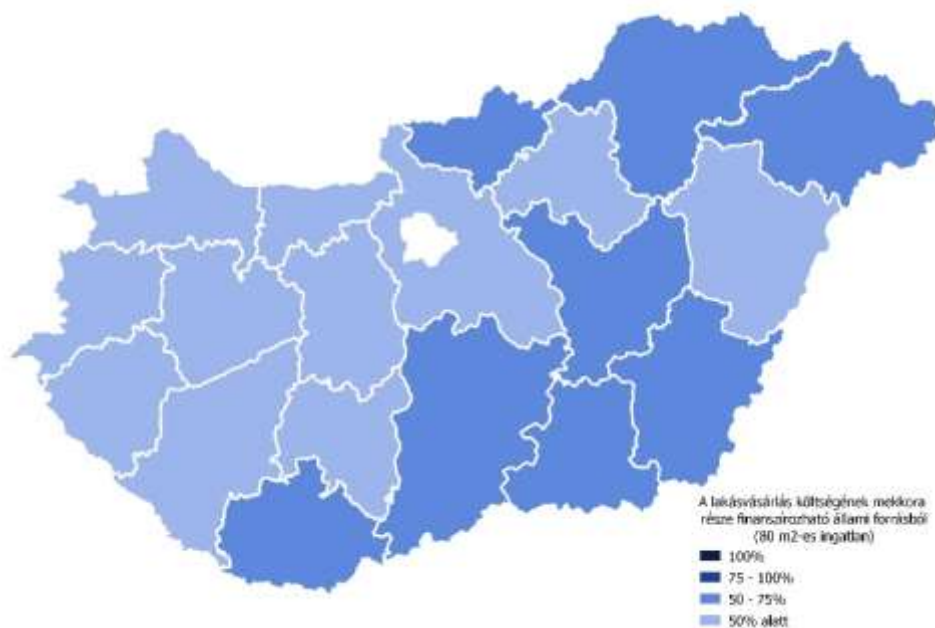 A lakásvásárlás költségének mekkora
része finanszírozható állami forrásból
(80 m2-es ingatlan)
100%
75 - 100%
50 - 75%
50% alatt